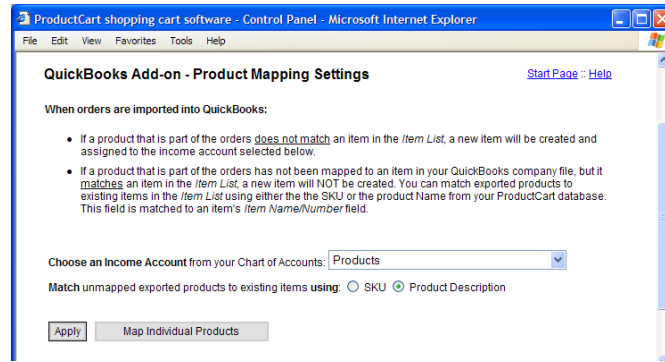 ProductCart shopping cart software - Control Panel - Microsoft Internet Explorer
File Edit View Favorites Tools Help
QuickBooks Add-on - Product Mapping Settings Start Page :: Help
When orders are imported into QuickBooks:
If a product that is part of the orders does not match an item in the Item List, a new item will be created and
assigned to the income account selected below.
If a product that is part of the orders has not been mapped to an item in your QuickBooks company file, but it
matches an item in the Item List, a new item will NOT be created. You can match exported products to
existing items in the Item List using either the the SKU or the product Name from your ProductCart database.
This field is matched to an item's Item Name/Number field.
Choose an Income Account from your Chart of Accounts: Products
Match unmapped exported products to existing items using: SKU Product Description
Apply Map Individual Products